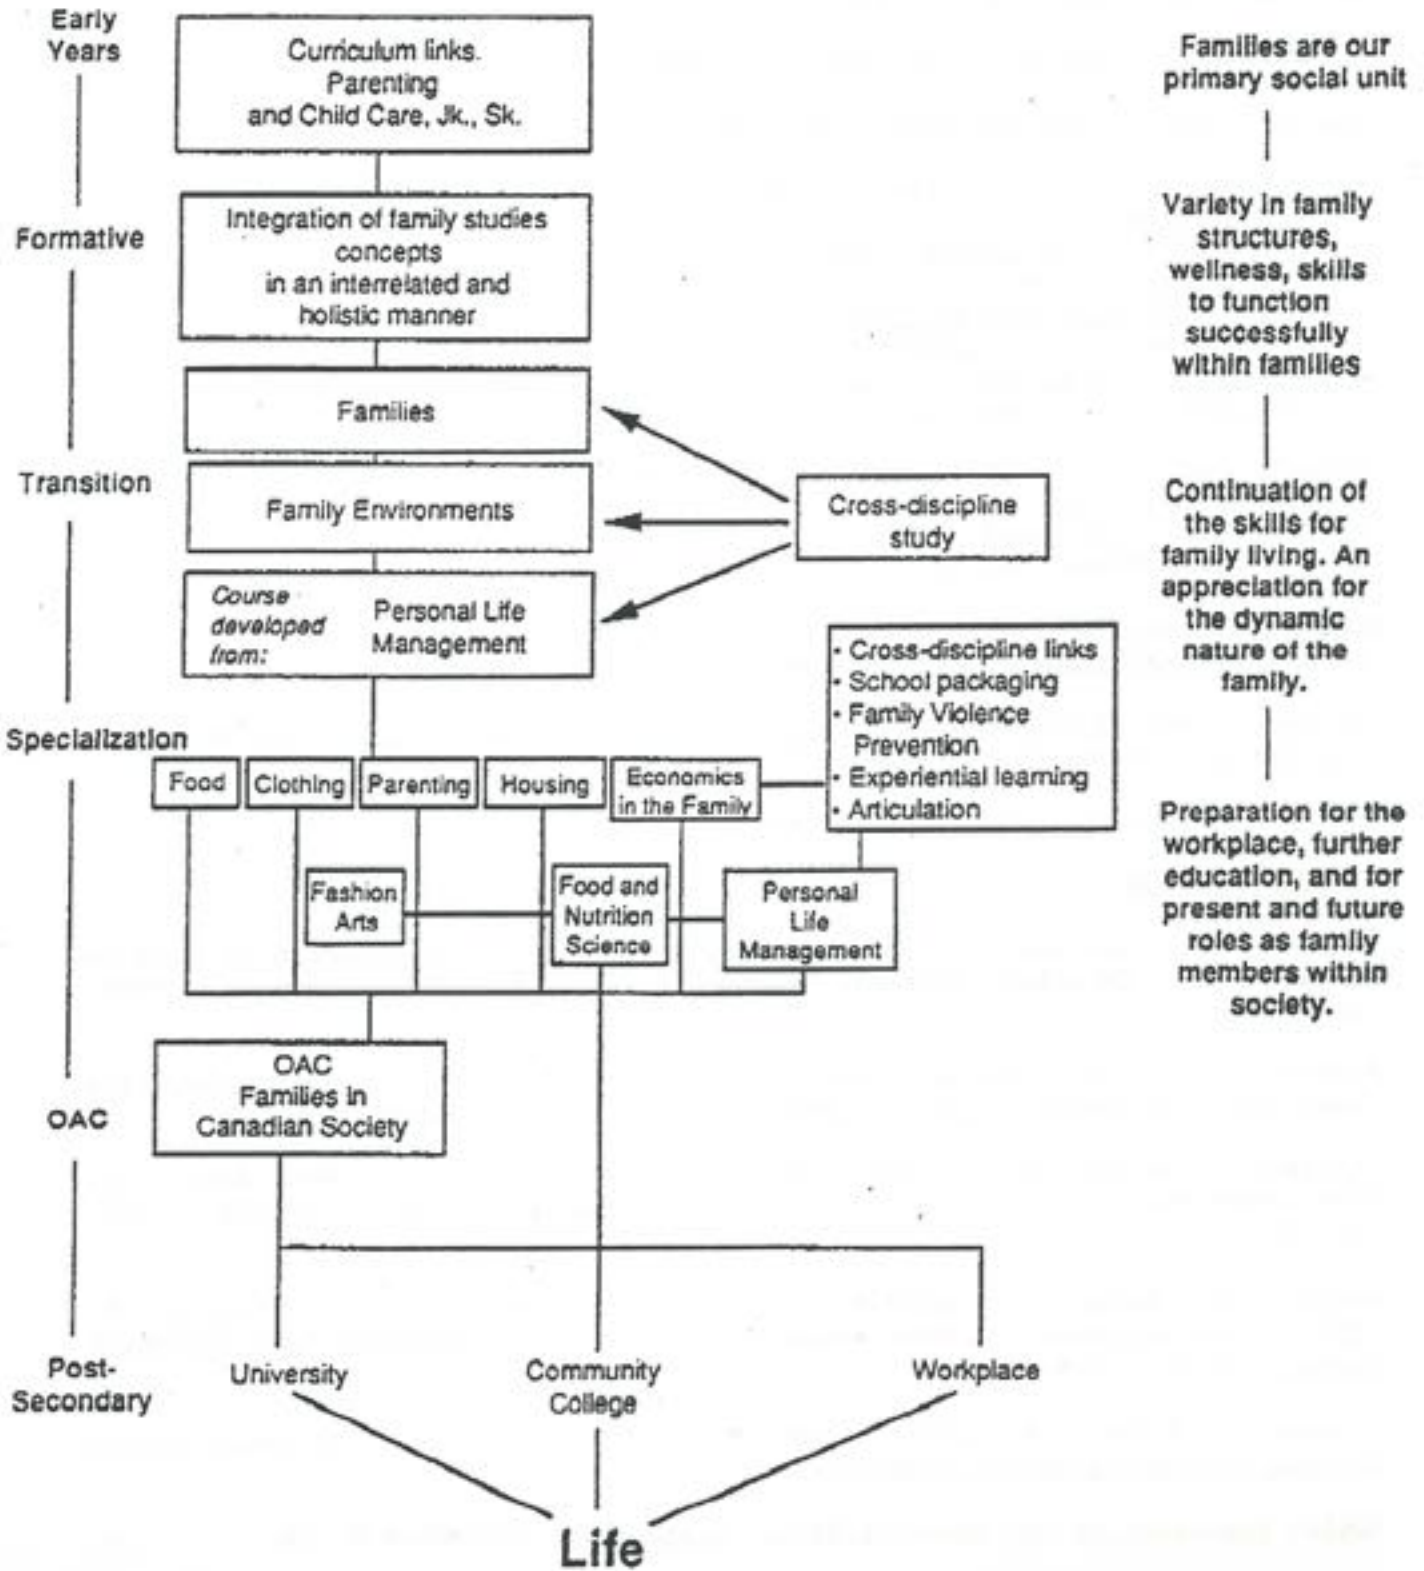 Early
Years
Curriculum links.
Parenting
and Child Care, Jk., Sk.
Families are our
primary social unit
Formative
Integration of family studies
concepts
in an interrelated and
holistic manner
Variety in family
structures,
wellness, skills
to function
successfully
within families
Families
Transition
Family Environments
Cross-discipline
study
Course
developed
from:
Personal Life
Management
Continuation of
the skills for
family living. An
appreciation for
the dynamic
nature of the
family.
Specialization
Food
Clothing
Parenting
Housing
Economics
in the Family
• Cross-discipline links
• School packaging
• Family Violence
Prevention
• Experiential learning
• Articulation
Fashion
Arts
Food and
Nutrition
Science
Personal
Life
Management
Preparation for the
workplace, further
education, and for
present and future
roles as family
members within
society.
OAC
OAC
Families in
Canadian Society
Post-
Secondary
University
Community
College
Workplace
Life